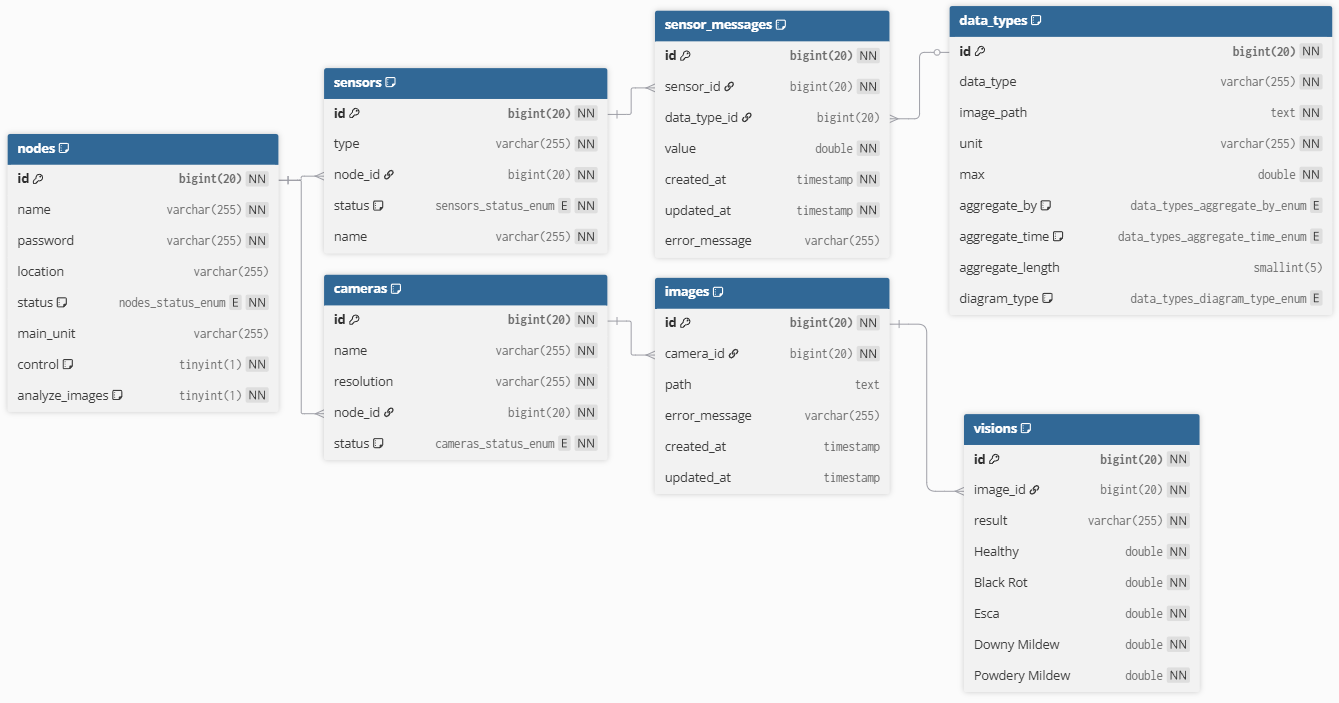 nodes
id bigint(20) NN
name varchar(255) NN
password varchar(255) NN
location varchar(255)
status nodes_status_enum E NN
main_unit varchar(255)
control tinyint(1) NN
analyze_images tinyint(1) NN
sensors
id bigint(20) NN
type varchar(255) NN
node_id bigint(20) NN
status sensors_status_enum E NN
name varchar(255) NN
cameras
id bigint(20) NN
name varchar(255) NN
resolution varchar(255) NN
node_id bigint(20) NN
status cameras_status_enum E NN
sensor_messages
id bigint(20) NN
sensor_id bigint(20) NN
data_type_id bigint(20)
value double NN
created_at timestamp NN
updated_at timestamp NN
error_message varchar(255)
images
id bigint(20) NN
camera_id bigint(20) NN
path text
error_message varchar(255)
created_at timestamp
updated_at timestamp
data_types
id bigint(20) NN
data_type varchar(255) NN
image_path text NN
unit varchar(255) NN
max double NN
aggregate_by data_types_aggregate_by_enum E
aggregate_time data_types_aggregate_time_enum E
aggregate_length smallint(5)
diagram_type data_types_diagram_type_enum E
visions
id bigint(20) NN
image_id bigint(20) NN
result varchar(255) NN
Healthy double NN
Black Rot double NN
Esca double NN
Downy Mildew double NN
Powdery Mildew double NN